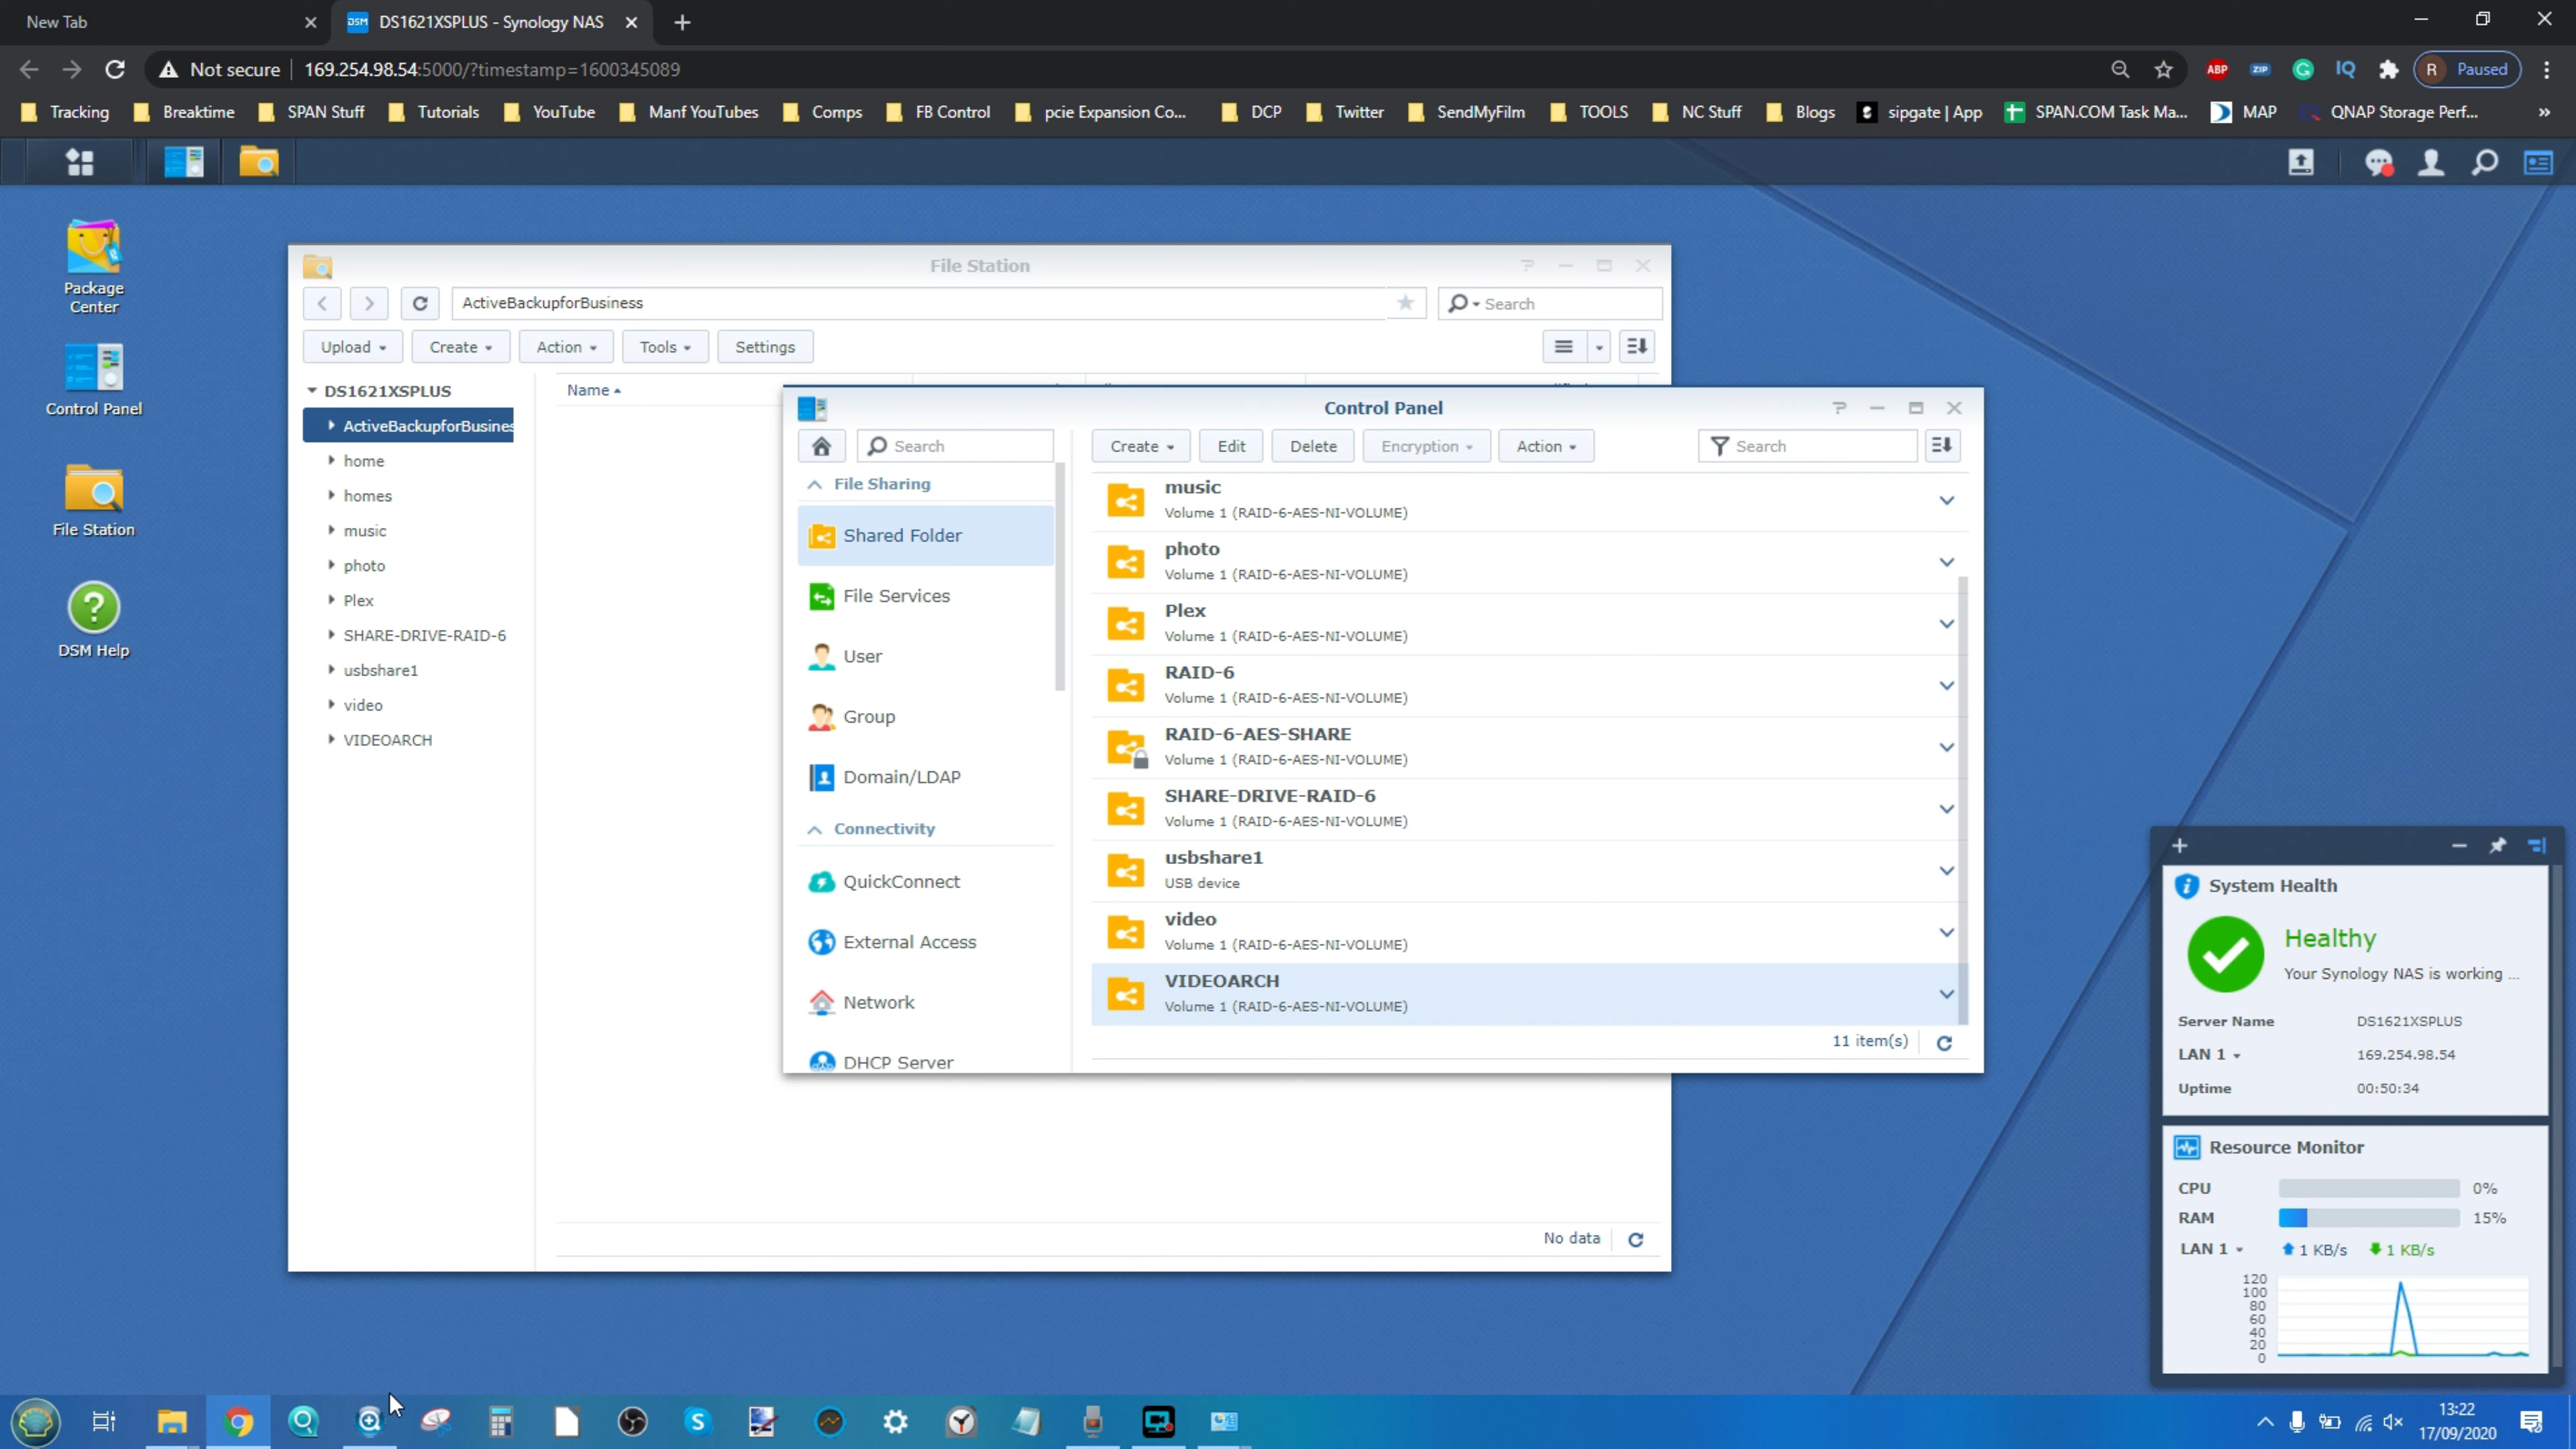 New Tab
DSM DS1621XSPLUS - Synology NAS
Not secure 169.254.98.54:5000/?timestamp=1600345089
ABP ZIP G IQ R Paused
Tracking Breaktime SPAN Stuff Tutorials YouTube Manf YouTubes Comps FB Control pcie Expansion Co... DCP Twitter SendMyFilm TOOLS NC Stuff Blogs sipgate | App SPAN.COM Task Ma... MAP QNAP Storage Perf... »
Package
Center
Control Panel
File Station
DSM Help
File Station
ActiveBackupforBusiness
Search
Upload Create Action Tools Settings
DS1621XSPLUS
ActiveBackupforBusines
home
homes
music
photo
Plex
SHARE-DRIVE-RAID-6
usbshare1
video
VIDEOARCH
Name
No data
Control Panel
Search
Create Edit Delete Encryption Action
Search
File Sharing
Shared Folder
File Services
User
Group
Domain/LDAP
Connectivity
QuickConnect
External Access
Network
DHCP Server
music
Volume 1 (RAID-6-AES-NI-VOLUME)
photo
Volume 1 (RAID-6-AES-NI-VOLUME)
Plex
Volume 1 (RAID-6-AES-NI-VOLUME)
RAID-6
Volume 1 (RAID-6-AES-NI-VOLUME)
RAID-6-AES-SHARE
Volume 1 (RAID-6-AES-NI-VOLUME)
SHARE-DRIVE-RAID-6
Volume 1 (RAID-6-AES-NI-VOLUME)
usbshare1
USB device
video
Volume 1 (RAID-6-AES-NI-VOLUME)
VIDEOARCH
Volume 1 (RAID-6-AES-NI-VOLUME)
11 item(s)
System Health
Healthy
Your Synology NAS is working ...
Server Name DS1621XSPLUS
LAN 1 169.254.98.54
Uptime 00:50:34
Resource Monitor
CPU 0%
RAM 15%
LAN 1 1 KB/s 1 KB/s
120
100
80
60
40
20
0
13:22
17/09/2020